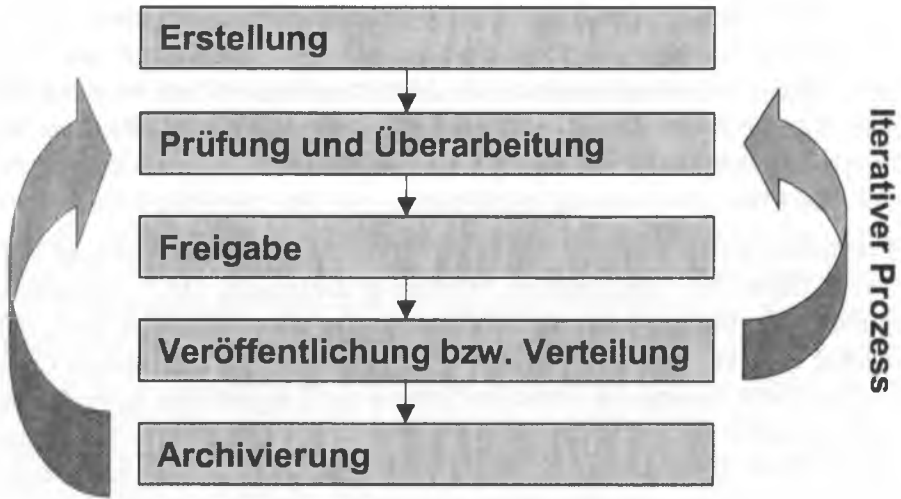 Erstellung
Prüfung und Überarbeitung
Freigabe
Veröffentlichung bzw. Verteilung
Archivierung
Iterativer Prozess